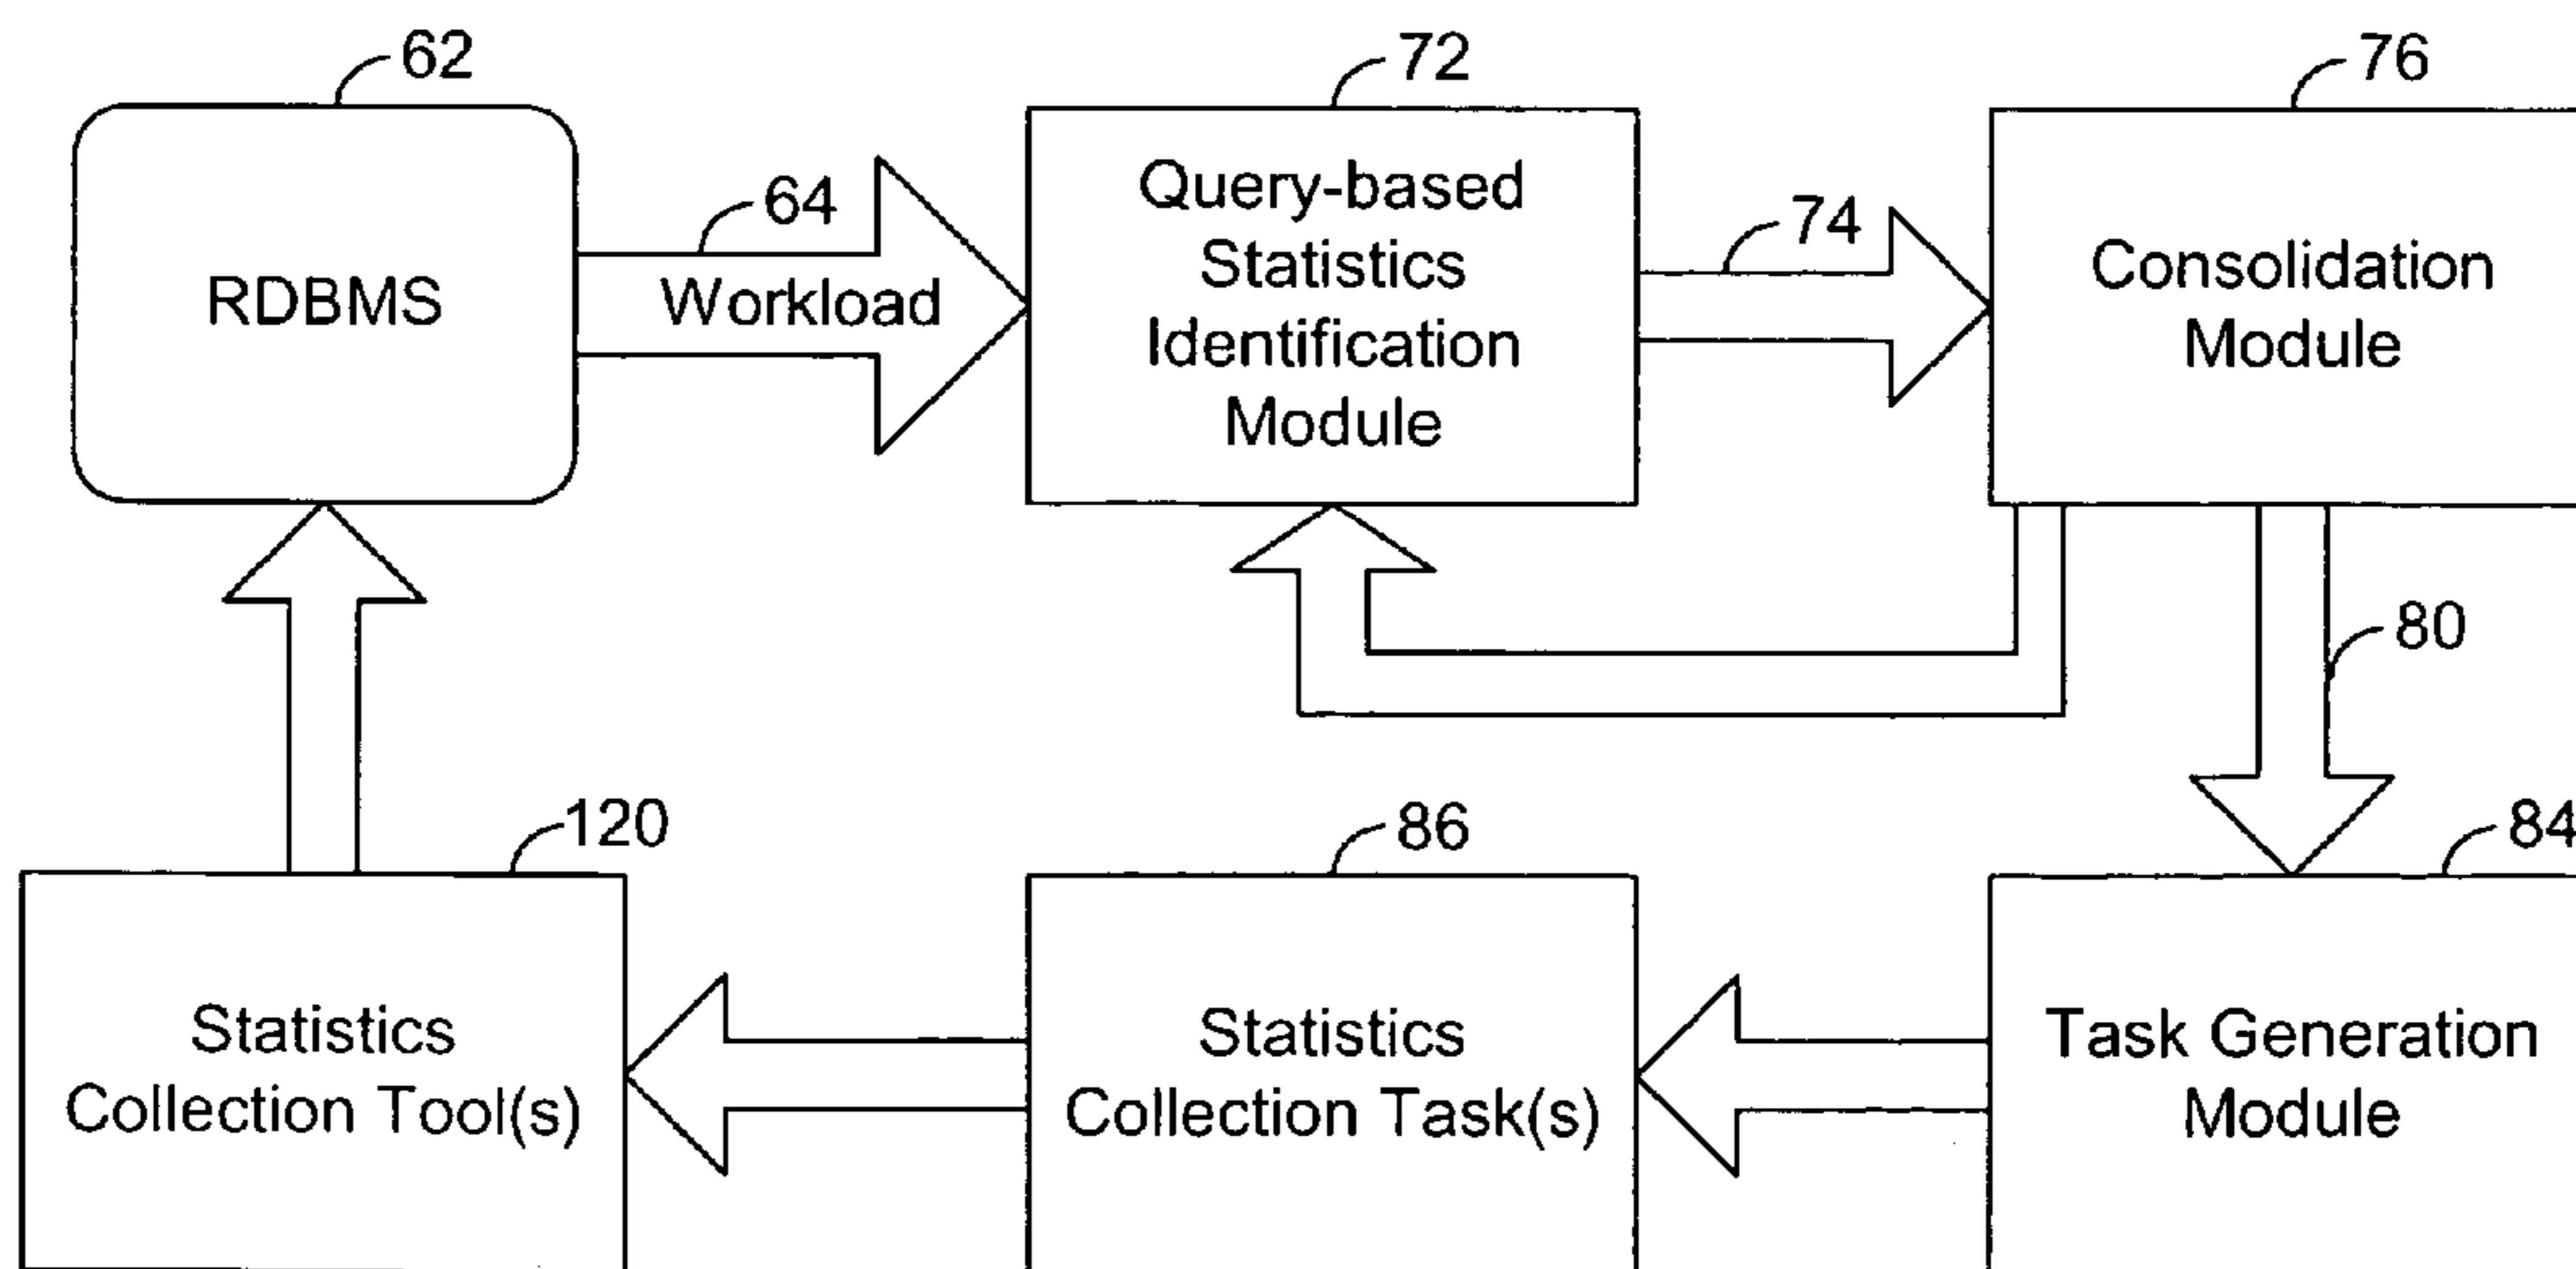 62
72
76
RDBMS
64
Workload
Query-based
Statistics
Identification
Module
74
Consolidation
Module
80
120
86
84
Statistics
Collection Tool(s)
Statistics
Collection Task(s)
Task Generation
Module